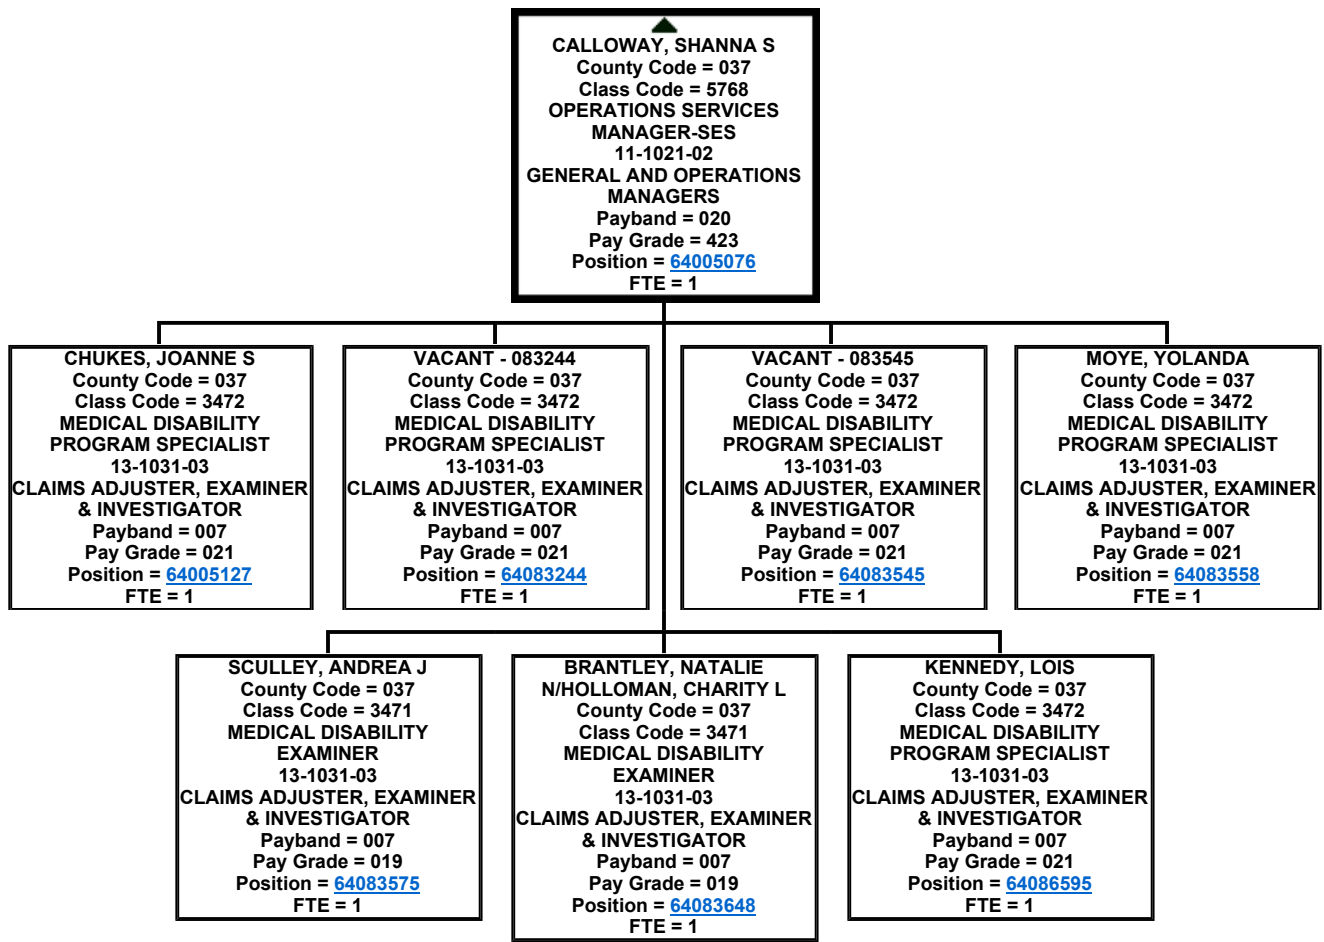 CALLOWAY, SHANNA S
County Code = 037
Class Code = 5768
OPERATIONS SERVICES
MANAGER-SES
11-1021-02
GENERAL AND OPERATIONS
MANAGERS
Payband = 020
Pay Grade = 423
Position = 64005076
FTE = 1
CHUKES, JOANNE S
County Code = 037
Class Code = 3472
MEDICAL DISABILITY
PROGRAM SPECIALIST
13-1031-03
CLAIMS ADJUSTER, EXAMINER
& INVESTIGATOR
Payband = 007
Pay Grade = 021
Position = 64005127
FTE = 1
VACANT - 083244
County Code = 037
Class Code = 3472
MEDICAL DISABILITY
PROGRAM SPECIALIST
13-1031-03
CLAIMS ADJUSTER, EXAMINER
& INVESTIGATOR
Payband = 007
Pay Grade = 021
Position = 64083244
FTE = 1
VACANT - 083545
County Code = 037
Class Code = 3472
MEDICAL DISABILITY
PROGRAM SPECIALIST
13-1031-03
CLAIMS ADJUSTER, EXAMINER
& INVESTIGATOR
Payband = 007
Pay Grade = 021
Position = 64083545
FTE = 1
MOYE, YOLANDA
County Code = 037
Class Code = 3472
MEDICAL DISABILITY
PROGRAM SPECIALIST
13-1031-03
CLAIMS ADJUSTER, EXAMINER
& INVESTIGATOR
Payband = 007
Pay Grade = 021
Position = 64083558
FTE = 1
SCULLEY, ANDREA J
County Code = 037
Class Code = 3471
MEDICAL DISABILITY
EXAMINER
13-1031-03
CLAIMS ADJUSTER, EXAMINER
& INVESTIGATOR
Payband = 007
Pay Grade = 019
Position = 64083575
FTE = 1
BRANTLEY, NATALIE
N/HOLLOMAN, CHARITY L
County Code = 037
Class Code = 3471
MEDICAL DISABILITY
EXAMINER
13-1031-03
CLAIMS ADJUSTER, EXAMINER
& INVESTIGATOR
Payband = 007
Pay Grade = 019
Position = 64083648
FTE = 1
KENNEDY, LOIS
County Code = 037
Class Code = 3472
MEDICAL DISABILITY
PROGRAM SPECIALIST
13-1031-03
CLAIMS ADJUSTER, EXAMINER
& INVESTIGATOR
Payband = 007
Pay Grade = 021
Position = 64086595
FTE = 1